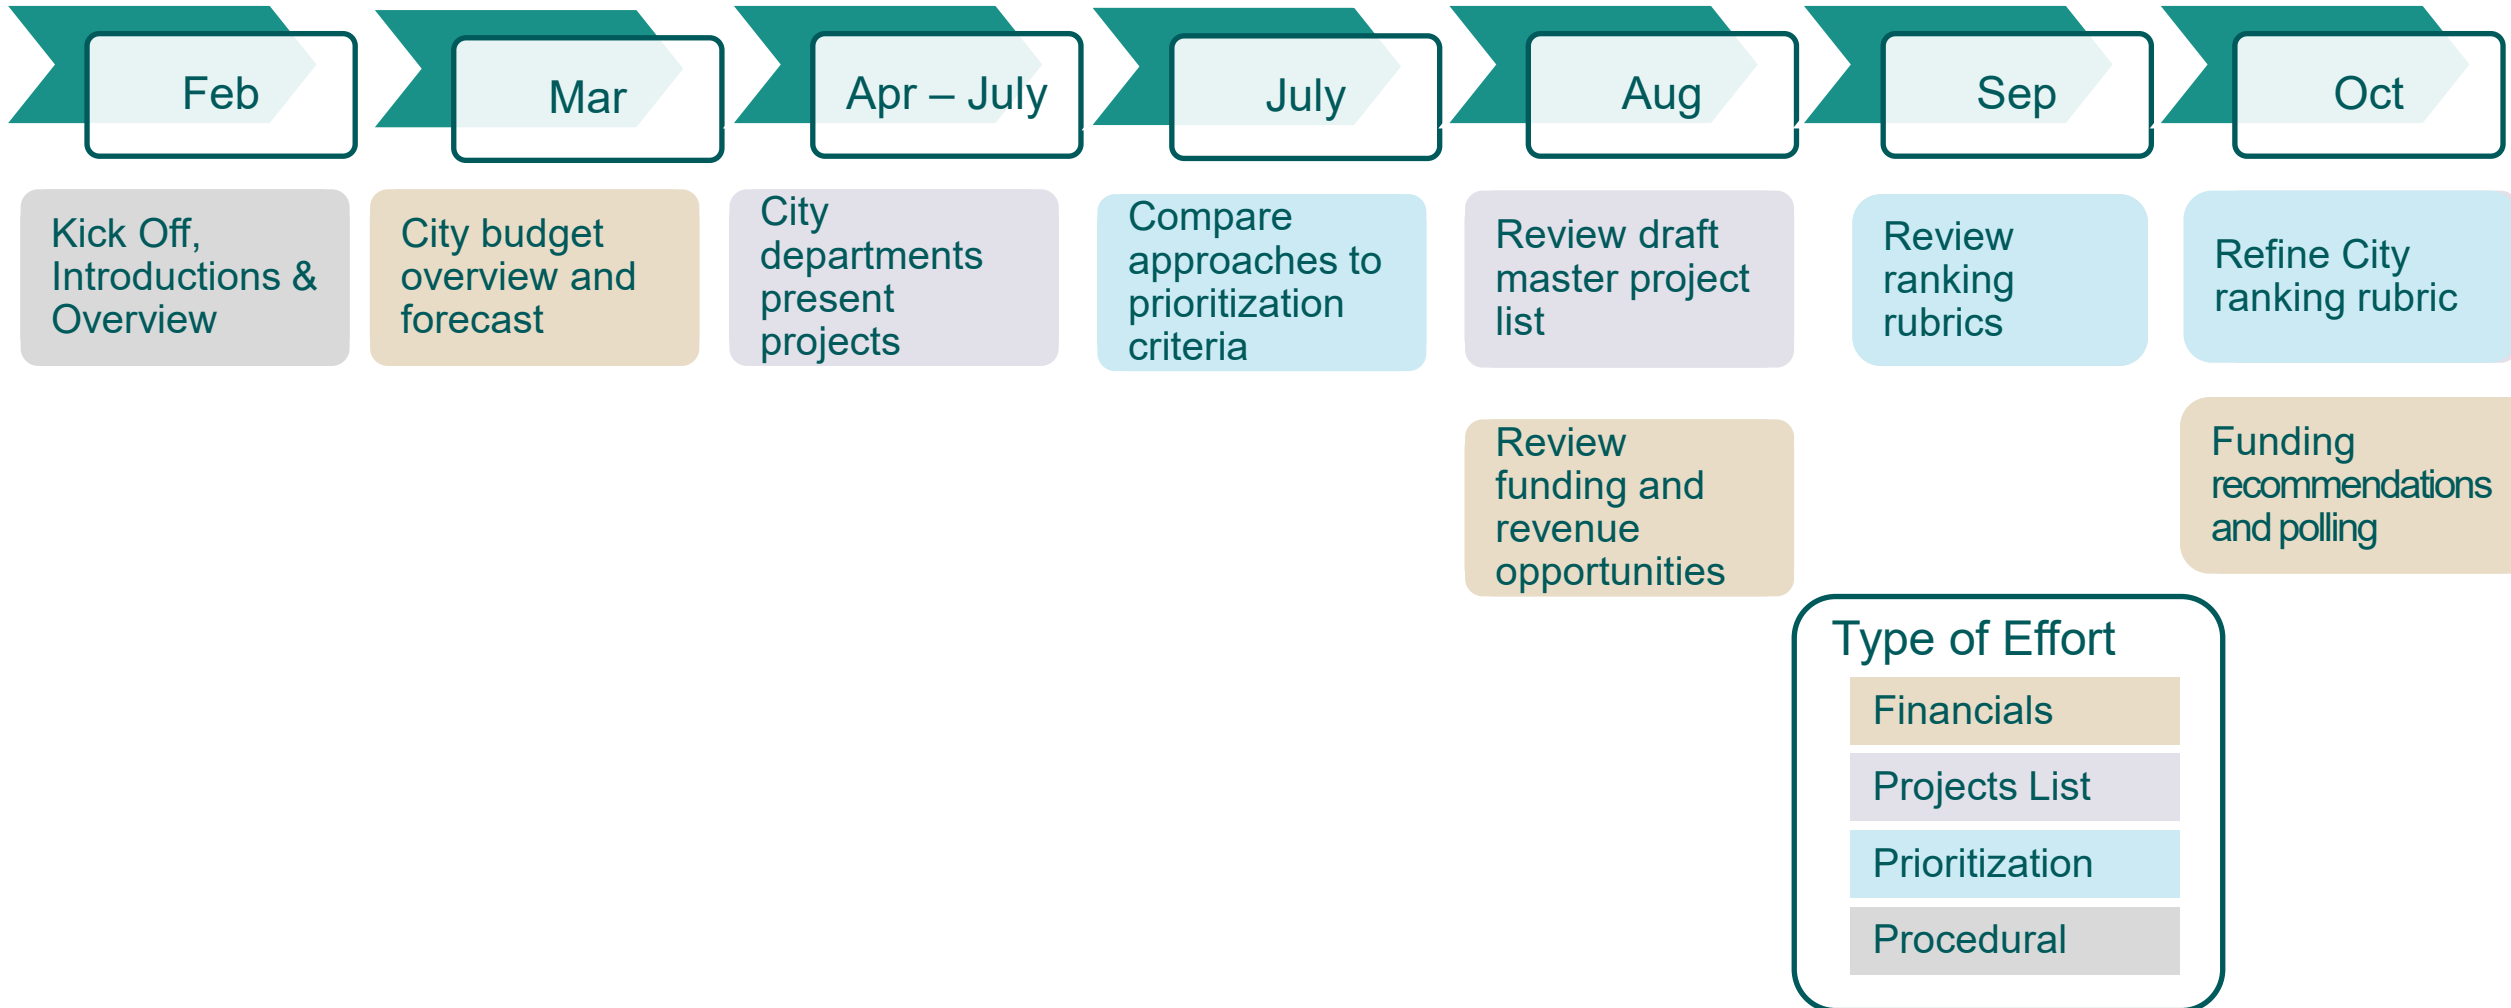 Feb
Mar
Apr – July
July
Aug
Sep
Oct
Kick Off,
Introductions &
Overview
City budget
overview and
forecast
City
departments
present
projects
Compare
approaches to
prioritization
criteria
Review draft
master project
list
Review
ranking
rubrics
Refine City
ranking rubric
Review
funding and
revenue
opportunities
Funding
recommendations
and polling
Type of Effort
Financials
Projects List
Prioritization
Procedural